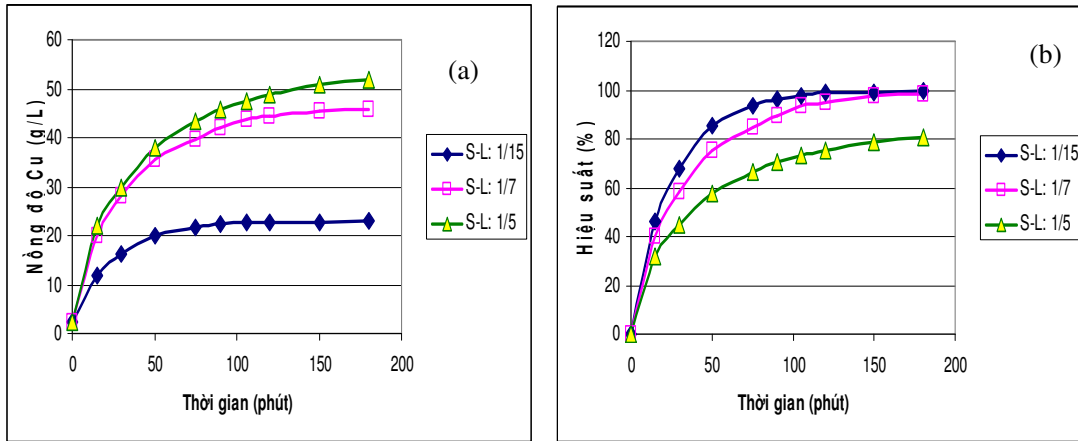 (a)
Nồng độ Cu (g/L)
60
50
40
30
20
10
0
0 50 100 150 200
Thời gian (phút)
S-L: 1/15
S-L: 1/7
S-L: 1/5
(b)
Hiệu suất (%)
120
100
80
60
40
20
0
0 50 100 150 200
Thời gian (phút)
S-L: 1/15
S-L: 1/7
S-L: 1/5